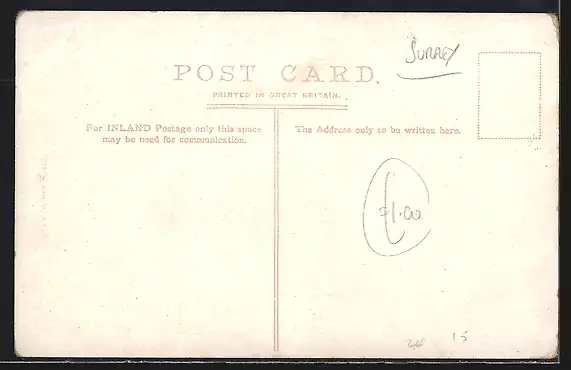 SURREY
POST CARD.
PRINTED IN GREAT BRITAIN.
For INLAND Postage only this space
may be used for communication.
The Address only to be written here.
£1.00
15